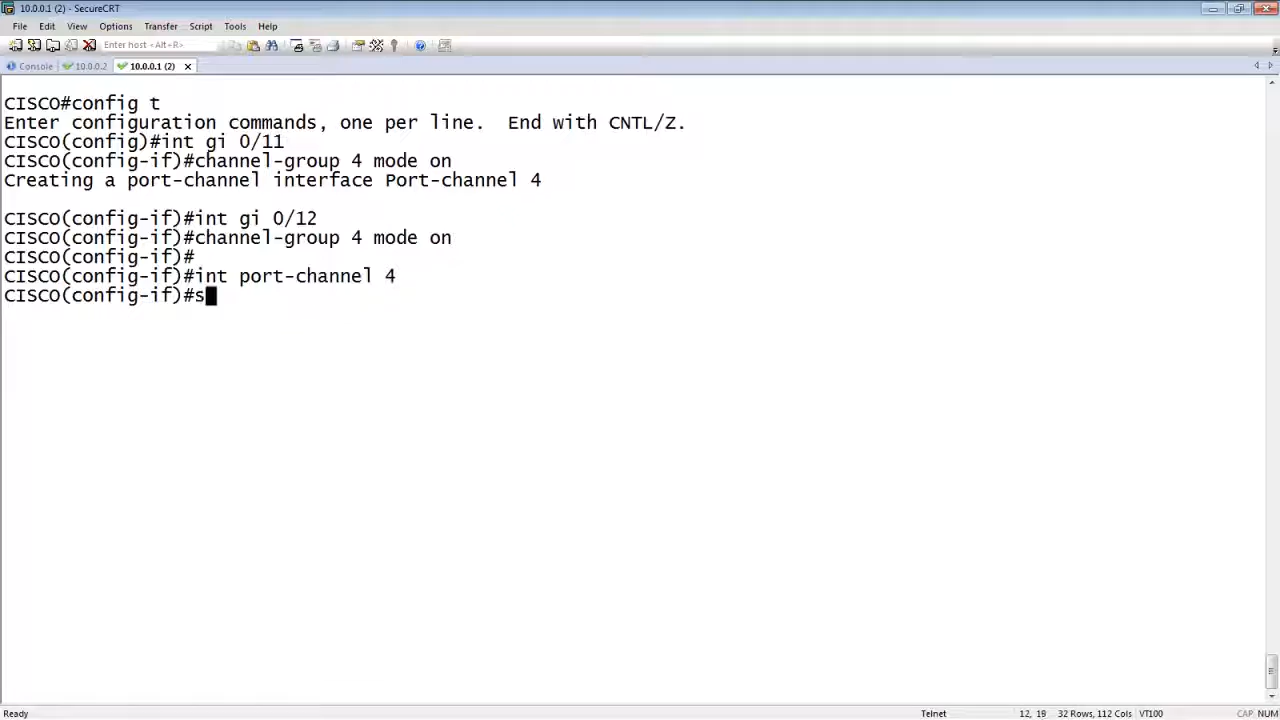 10.0.0.1 (2) - SecureCRT
File Edit View Options Transfer Script Tools Help
Enter host <Alt+R>
Console 10.0.0.2 10.0.0.1 (2)
CISCO#config t
Enter configuration commands, one per line.  End with CNTL/Z.
CISCO(config)#int gi 0/11
CISCO(config-if)#channel-group 4 mode on
Creating a port-channel interface Port-channel 4
CISCO(config-if)#int gi 0/12
CISCO(config-if)#channel-group 4 mode on
CISCO(config-if)#
CISCO(config-if)#int port-channel 4
CISCO(config-if)#s
Ready Telnet 12, 19 32 Rows, 112 Cols VT100 CAP NUM